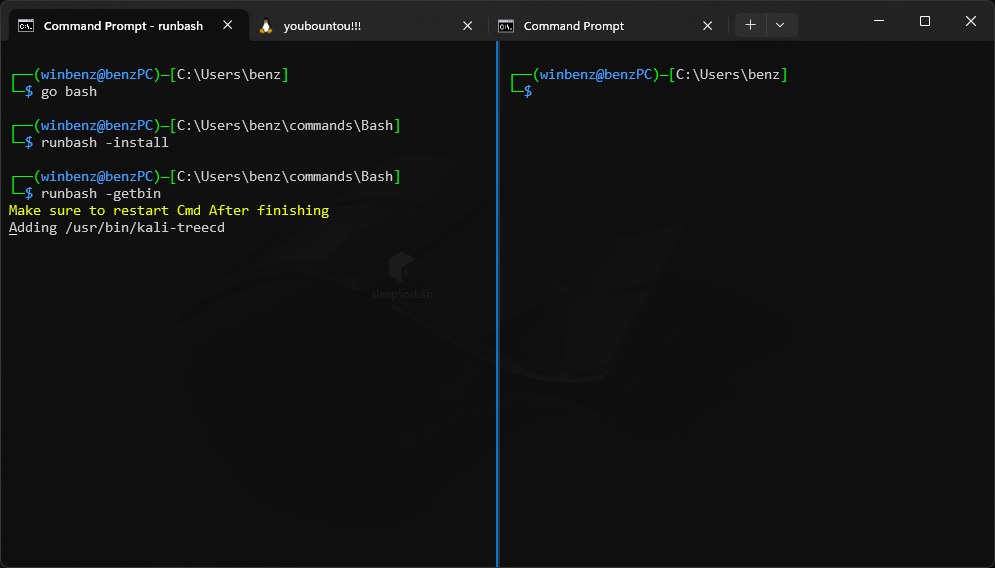 Command Prompt - runbash
youbountou!!!
Command Prompt
┌──(winbenz@benzPC)─[C:\Users\benz]
└─$ go bash
┌──(winbenz@benzPC)─[C:\Users\benz\commands\Bash]
└─$ runbash -install
┌──(winbenz@benzPC)─[C:\Users\benz\commands\Bash]
└─$ runbash -getbin
Make sure to restart Cmd After finishing
Adding /usr/bin/kali-treecd
sleepsort.sh
┌──(winbenz@benzPC)─[C:\Users\benz]
└─$